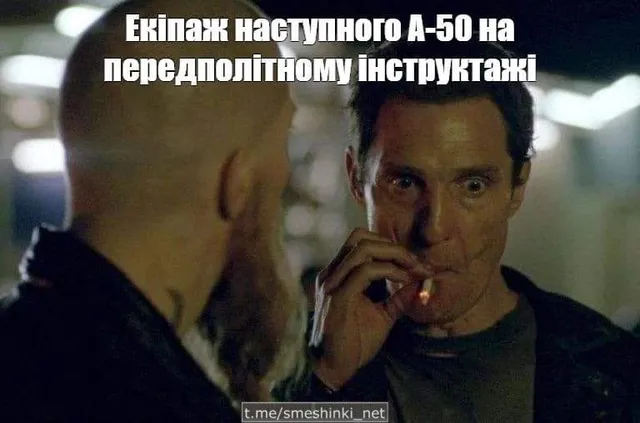 Екіпаж наступного А-50 на
передполітному інструктажі
t.me/smeshinki_net